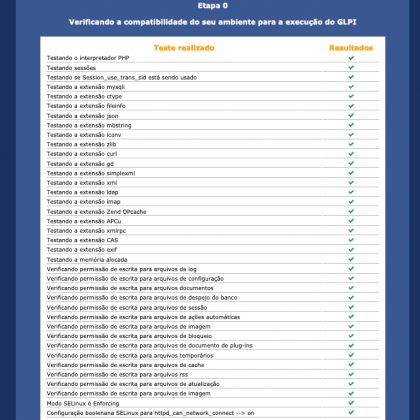 Etapa 0
Verificando a compatibilidade do seu ambiente para a execução do GLPI
Teste realizado Resultados
Testando o interpretador PHP
Testando sessões
Testando se Session_use_trans_sid está sendo usado
Testando a extensão mysqli
Testando a extensão ctype
Testando a extensão fileinfo
Testando a extensão json
Testando a extensão mbstring
Testando a extensão iconv
Testando a extensão zlib
Testando a extensão curl
Testando a extensão gd
Testando a extensão simplexml
Testando a extensão xml
Testando a extensão ldap
Testando a extensão imap
Testando a extensão Zend OPcache
Testando a extensão APCu
Testando a extensão xmlrpc
Testando a extensão CAS
Testando a extensão exif
Testando a memória alocada
Verificando permissão de escrita para arquivos de log
Verificando permissão de escrita para arquivos de configuração
Verificando permissão de escrita para arquivos documentos
Verificando permissão de escrita para arquivos de despejo do banco
Verificando permissão de escrita para arquivos de sessão
Verificando permissão de escrita para arquivos de ações automáticas
Verificando permissão de escrita para arquivos de imagem
Verificando permissão de escrita para arquivos de bloqueio
Verificando permissão de escrita para arquivos de documento de plug-ins
Verificando permissão de escrita para arquivos temporários
Verificando permissão de escrita para arquivos de cache
Verificando permissão de escrita para arquivos rss
Verificando permissão de escrita para arquivos de atualização
Verificando permissão de escrita para arquivos de imagem
Modo SELinux é Enforcing
Configuração boolenana SELinux para httpd_can_network_connect --> on